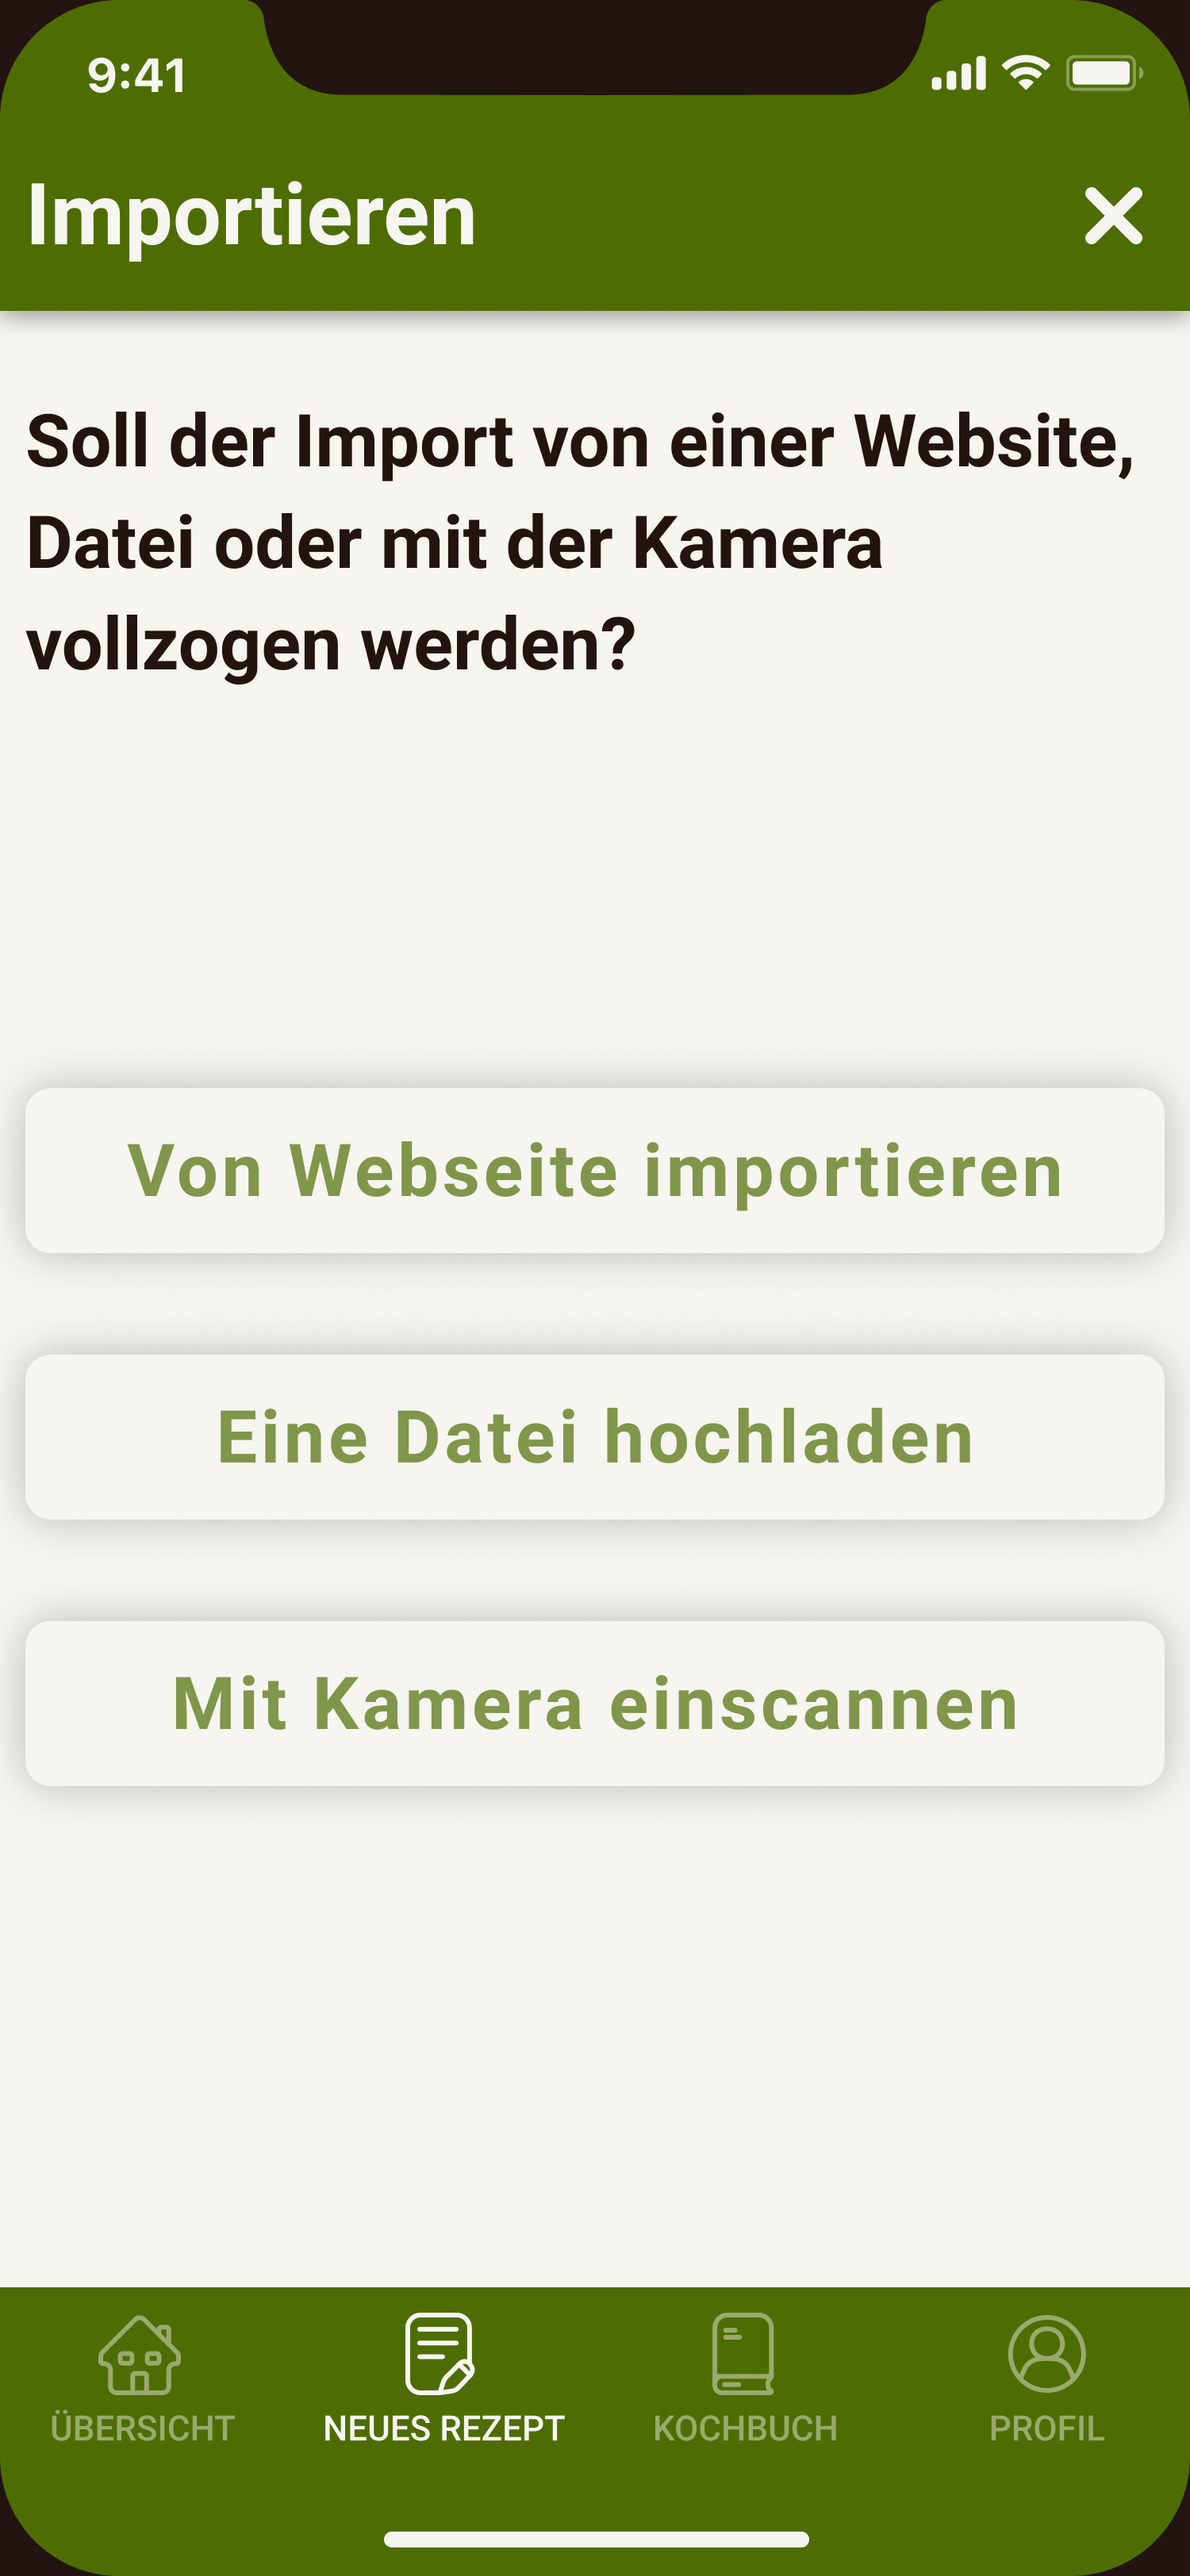 9:41
Importieren
Soll der Import von einer Website,
Datei oder mit der Kamera
vollzogen werden?
Von Webseite importieren
Eine Datei hochladen
Mit Kamera einscannen
ÜBERSICHT
NEUES REZEPT
KOCHBUCH
PROFIL